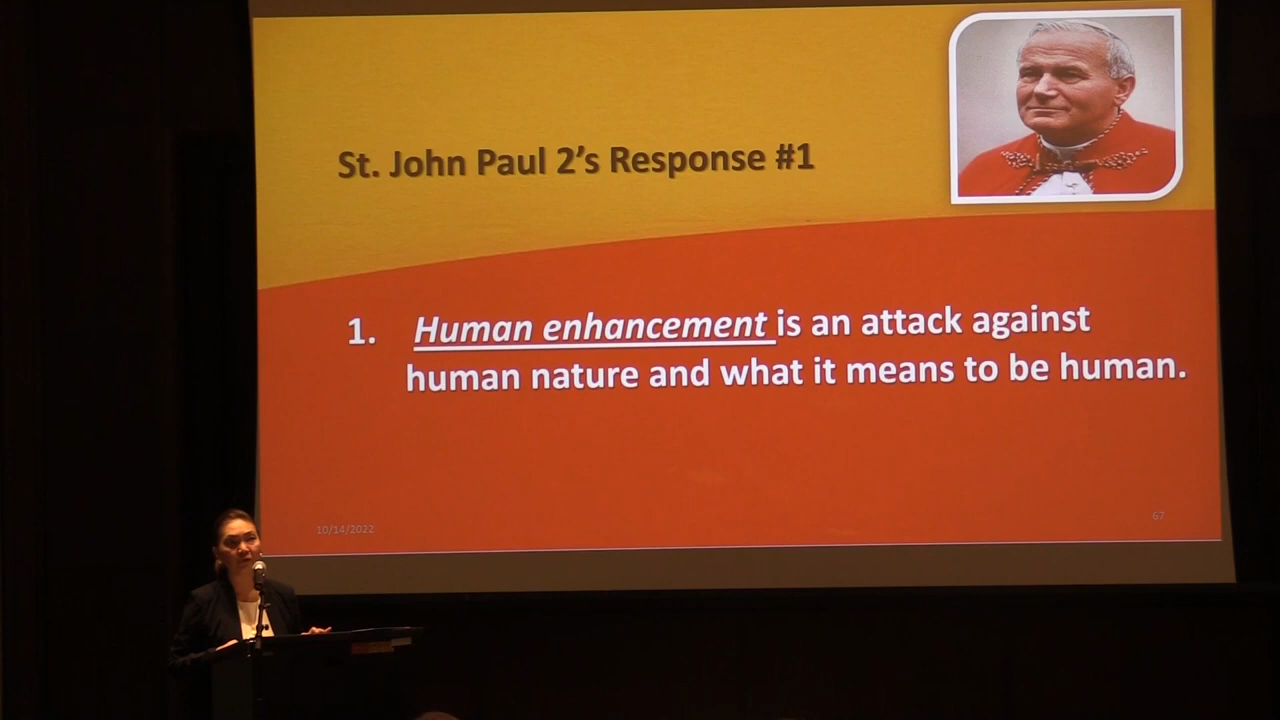 St. John Paul 2's Response #1
1. Human enhancement is an attack against
human nature and what it means to be human.
10/14/2022
67